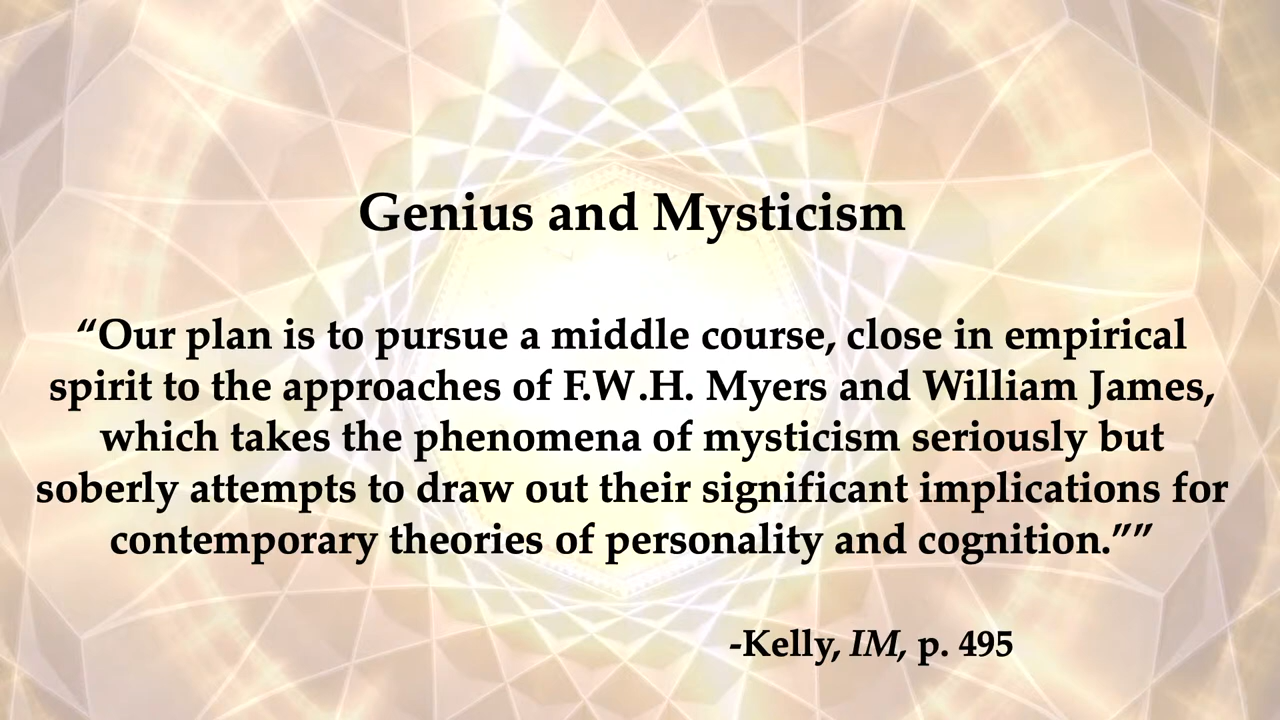 Genius and Mysticism
“Our plan is to pursue a middle course, close in empirical
spirit to the approaches of F.W.H. Myers and William James,
which takes the phenomena of mysticism seriously but
soberly attempts to draw out their significant implications for
contemporary theories of personality and cognition.””
-Kelly, IM, p. 495